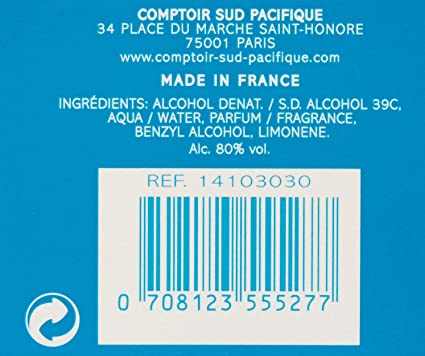 COMPTOIR SUD PACIFIQUE
34 PLACE DU MARCHE SAINT-HONORE
75001 PARIS
www.comptoir-sud-pacifique.com
MADE IN FRANCE
INGRÉDIENTS: ALCOHOL DENAT. / S.D. ALCOHOL 39C,
AQUA / WATER, PARFUM / FRAGRANCE,
BENZYL ALCOHOL, LIMONENE.
Alc. 80% vol.
REF. 14103030
0 708123 555277